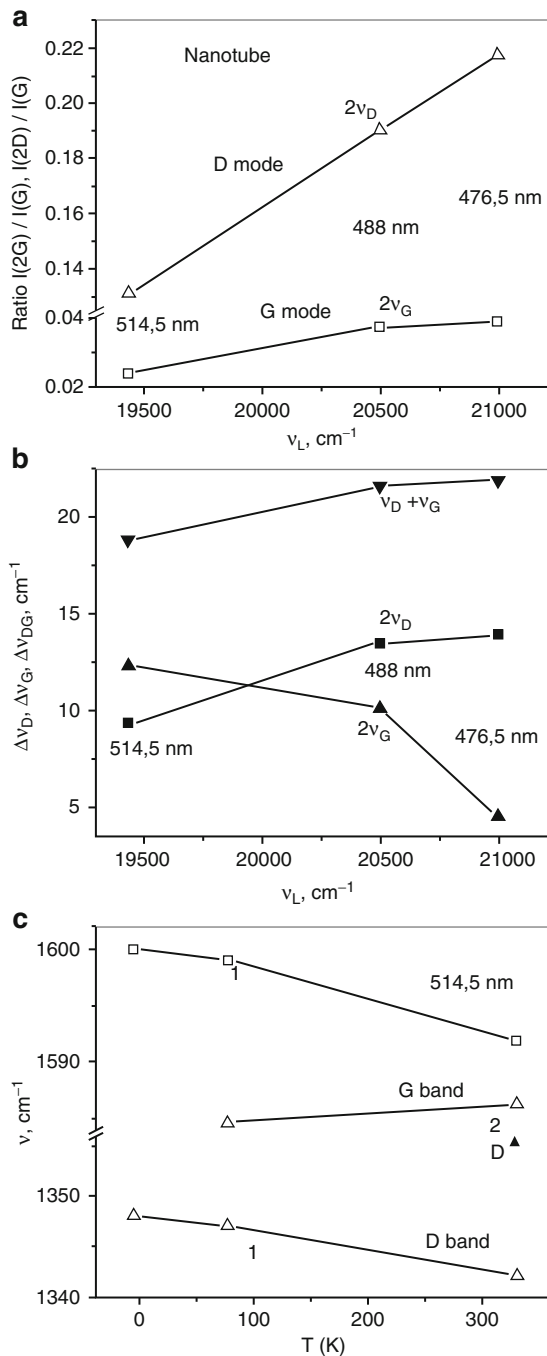 a
Nanotube
Ratio I(2G) / I(G), I(2D) / I(G)
0.22
0.20
0.18
0.16
0.14
0.04
0.02
2ν_D
D mode
476,5 nm
488 nm
514,5 nm
G mode
2ν_G
19500 20000 20500 21000
ν_L, cm⁻¹
b
Δν_D, Δν_G, Δν_DG, cm⁻¹
20
15
10
5
ν_D +ν_G
2ν_D
488 nm
514,5 nm
2ν_G
476,5 nm
19500 20000 20500 21000
ν_L, cm⁻¹
c
ν, cm⁻¹
1600
1590
1350
1340
1
514,5 nm
G band
2
D
1
D band
0 100 200 300
T (K)